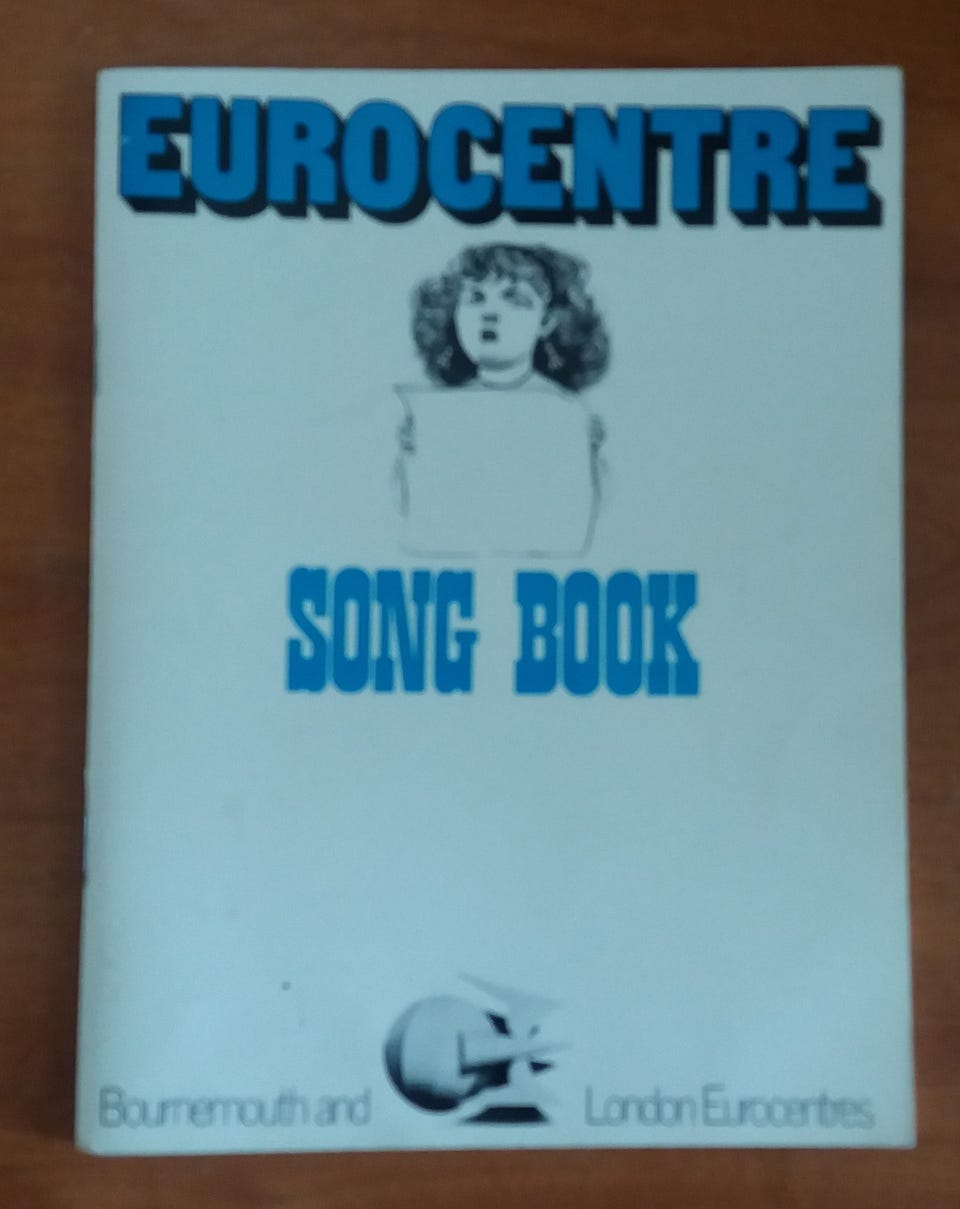 EUROCENTRE
SONG BOOK
Bournemouth and London Eurocentres